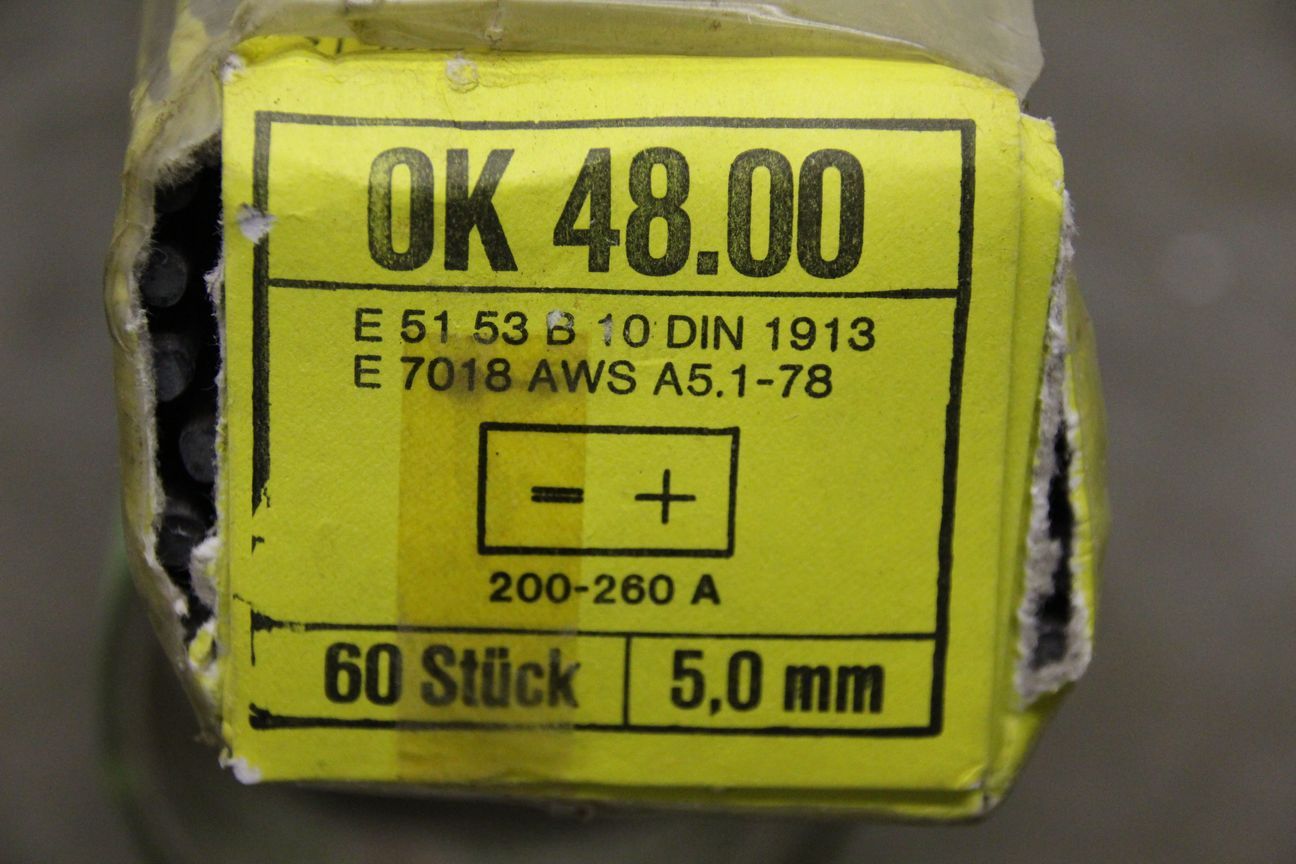 OK 48.00
E 51 53 B 10 DIN 1913
E 7018 AWS A5.1-78
= +
200-260 A
60 Stück
5,0 mm